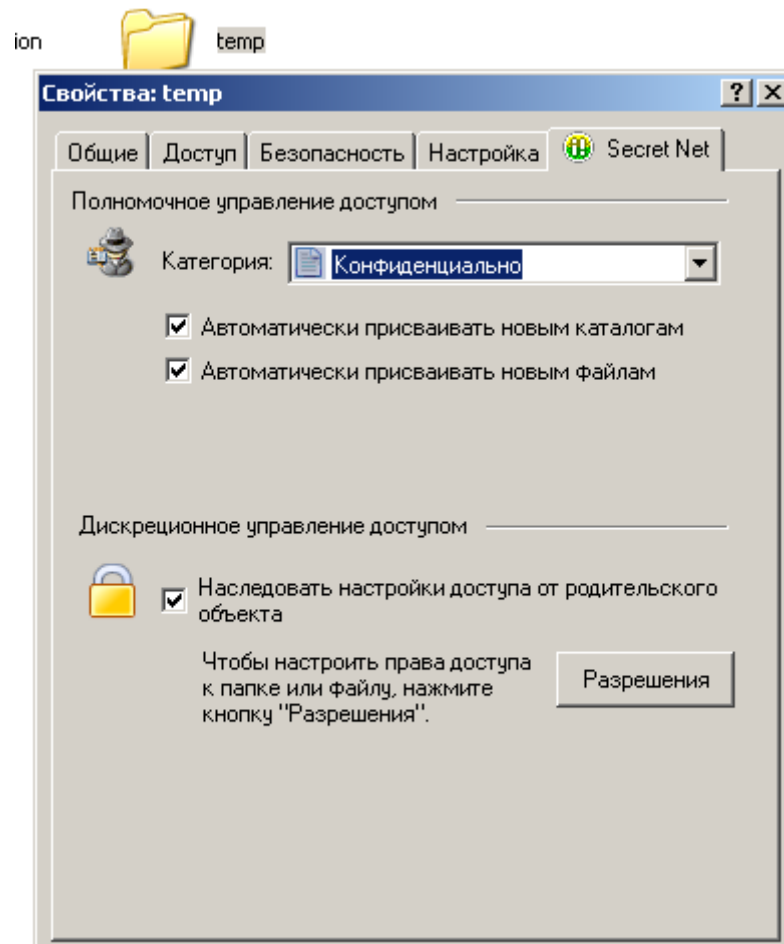 ion
temp
Свойства: temp
Общие Доступ Безопасность Настройка Secret Net
Полномочное управление доступом
Категория: Конфиденциально
Автоматически присваивать новым каталогам
Автоматически присваивать новым файлам
Дискреционное управление доступом
Наследовать настройки доступа от родительского
объекта
Чтобы настроить права доступа
к папке или файлу, нажмите
кнопку "Разрешения".
Разрешения